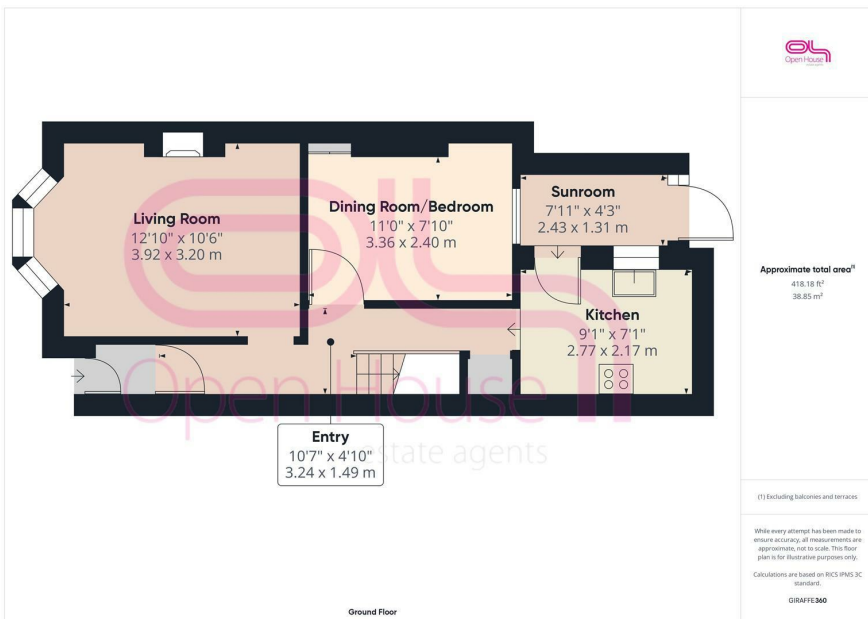 Living Room
12'10" x 10'6"
3.92 x 3.20 m
Dining Room/Bedroom
11'0" x 7'10"
3.36 x 2.40 m
Sunroom
7'11" x 4'3"
2.43 x 1.31 m
Kitchen
9'1" x 7'1"
2.77 x 2.17 m
Entry
10'7" x 4'10"
3.24 x 1.49 m
Open House
estate agents
Ground Floor
Open House
Approximate total area(1)
418.18 ft²
38.85 m²
(1) Excluding balconies and terraces
While every attempt has been made to
ensure accuracy, all measurements are
approximate, not to scale. This floor
plan is for illustrative purposes only.
Calculations are based on RICS IPMS 3C
standard.
GIRAFFE360